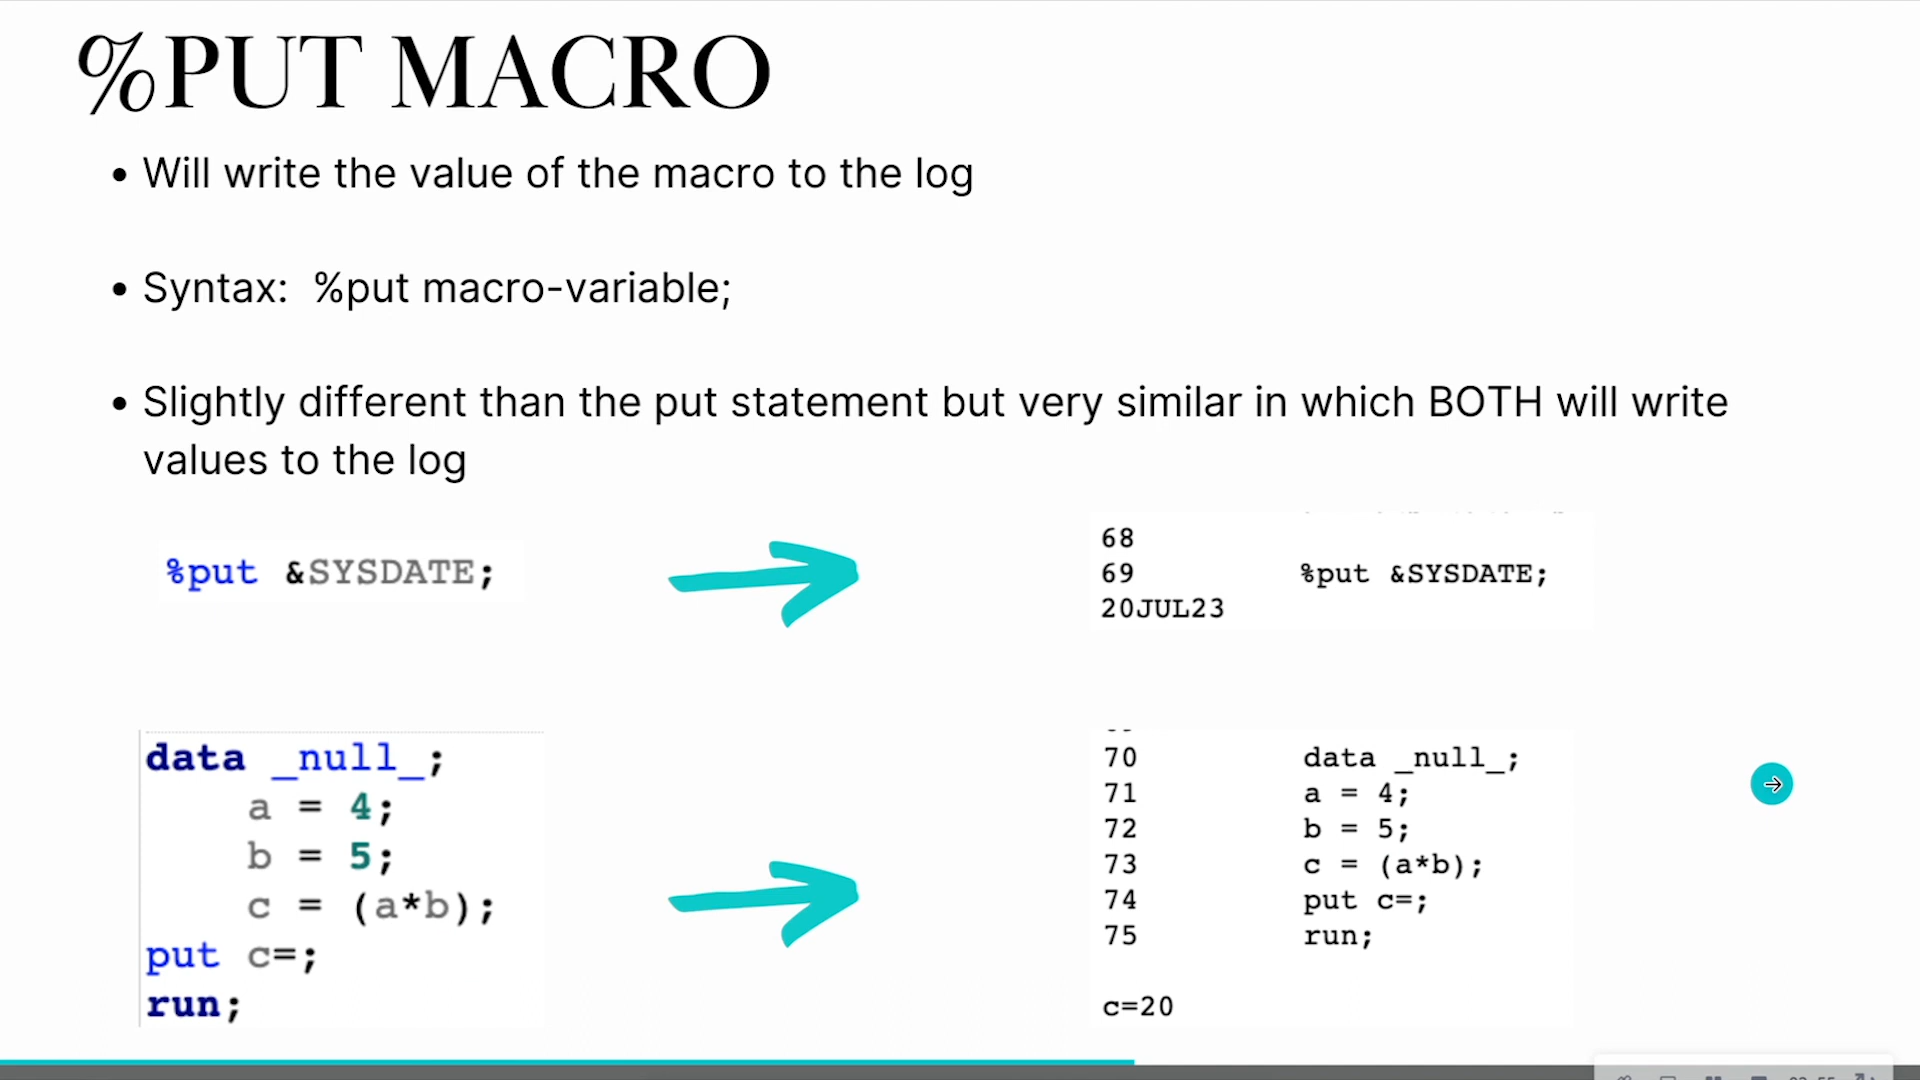 %PUT MACRO
• Will write the value of the macro to the log
• Syntax:  %put macro-variable;
• Slightly different than the put statement but very similar in which BOTH will write
values to the log
%put &SYSDATE;
68
69 %put &SYSDATE;
20JUL23
data _null_;
a = 4;
b = 5;
c = (a*b);
put c=;
run;
70 data _null_;
71 a = 4;
72 b = 5;
73 c = (a*b);
74 put c=;
75 run;
c=20